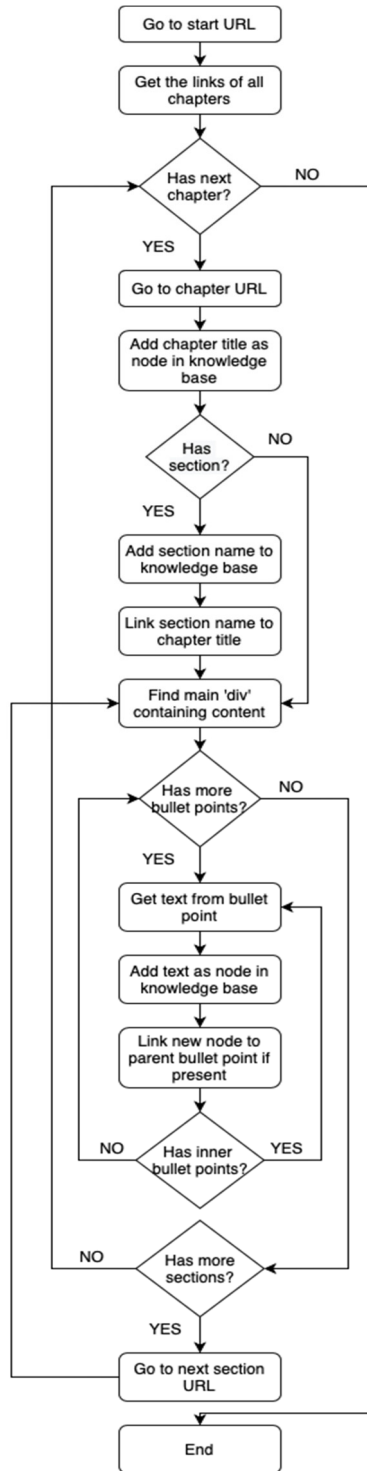 Go to start URL
Get the links of all
chapters
Has next
chapter?
NO
YES
Go to chapter URL
Add chapter title as
node in knowledge
base
Has
section?
NO
YES
Add section name to
knowledge base
Link section name to
chapter title
Find main 'div'
containing content
Has more
bullet points?
NO
YES
Get text from bullet
point
Add text as node in
knowledge base
Link new node to
parent bullet point if
present
NO
Has inner
bullet points?
YES
NO
Has more
sections?
YES
Go to next section
URL
End